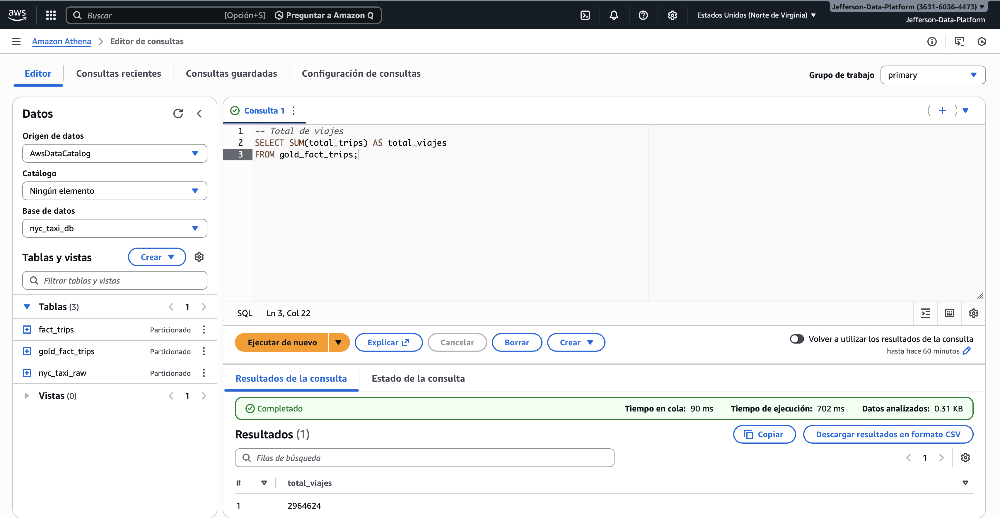 aws
Buscar [Opción+S] Preguntar a Amazon Q
Estados Unidos (Norte de Virginia)
Jefferson-Data-Platform (3631-6036-4473)
Jefferson-Data-Platform
Amazon Athena > Editor de consultas
Editor
Consultas recientes
Consultas guardadas
Configuración de consultas
Grupo de trabajo
primary
Datos
Origen de datos
AwsDataCatalog
Catálogo
Ningún elemento
Base de datos
nyc_taxi_db
Tablas y vistas
Crear
Filtrar tablas y vistas
Tablas (3) 1
fact_trips Particionado
gold_fact_trips Particionado
nyc_taxi_raw Particionado
Vistas (0) 1
Consulta 1
1 -- Total de viajes
2 SELECT SUM(total_trips) AS total_viajes
3 FROM gold_fact_trips;
SQL Ln 3, Col 22
Ejecutar de nuevo
Explicar
Cancelar
Borrar
Crear
Volver a utilizar los resultados de la consulta
hasta hace 60 minutos
Resultados de la consulta
Estado de la consulta
Completado
Tiempo en cola: 90 ms
Tiempo de ejecución: 702 ms
Datos analizados: 0.31 KB
Resultados (1)
Copiar
Descargar resultados en formato CSV
Filas de búsqueda
1
# total_viajes
1 2964624